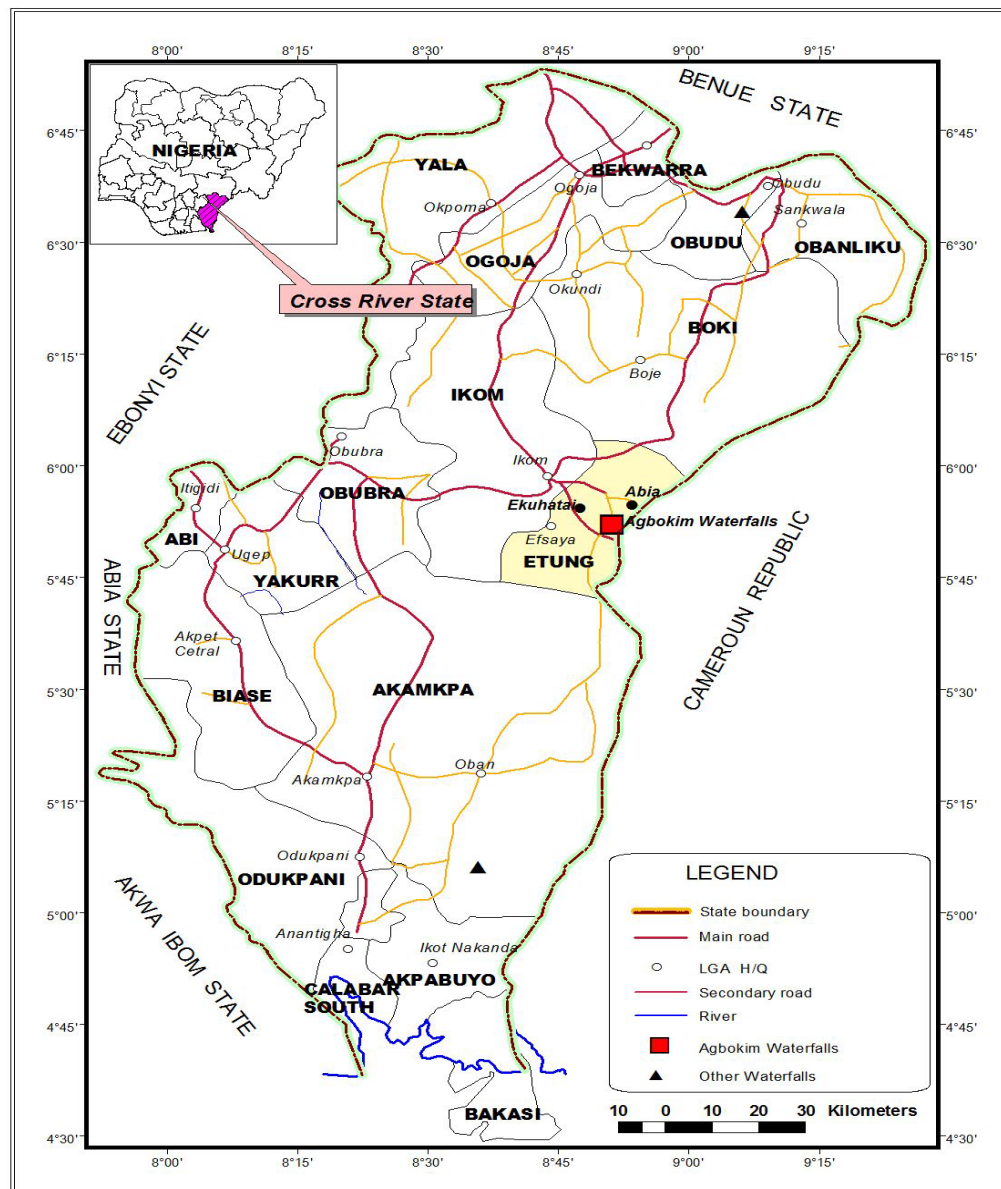 8°00' 8°15' 8°30' 8°45' 9°00' 9°15'
BENUE STATE
NIGERIA
6°45' 6°45'
YALA
BEKWARRA
Ogoja
Obudu
Okpoma
Sankwala
6°30' 6°30'
OBUDU
OBANLIKU
OGOJA
Okundi
Cross River State
BOKI
EBONYI STATE
6°15' 6°15'
Boje
IKOM
Obubra
Ikom
6°00' 6°00'
Itigidi
OBUBRA
Abia
Ekuhatai
Agbokim Waterfalls
ABI
Efsaya
Ugep
ETUNG
CAMEROUN REPUBLIC
ABIA STATE
YAKURR
5°45' 5°45'
Akpet
Cetral
BIASE
AKAMKPA
5°30' 5°30'
Oban
Akamkpa
5°15' 5°15'
Odukpani
ODUKPANI
AKWA IBOM STATE
5°00' 5°00'
Anantigha
Ikot Nakanda
AKPABUYO
CALABAR
SOUTH
4°45' 4°45'
BAKASI
4°30' 4°30'
LEGEND
State boundary
Main road
LGA H/Q
Secondary road
River
Agbokim Waterfalls
Other Waterfalls
10 0 10 20 30 Kilometers
8°00' 8°15' 8°30' 8°45' 9°00' 9°15'